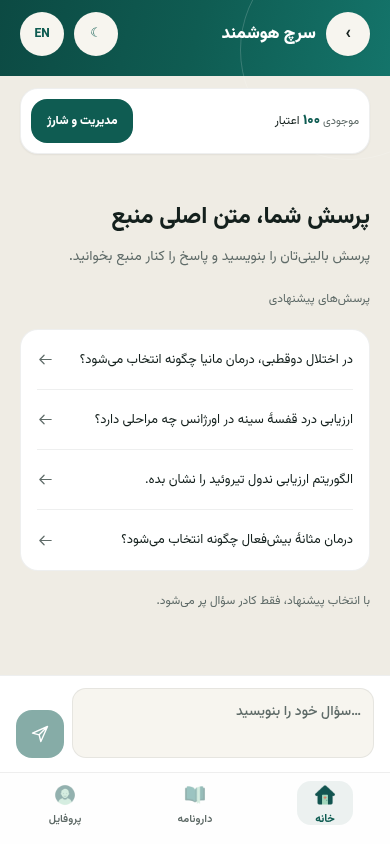 سرچ هوشمند
☾
EN
موجودی ۱۰۰ اعتبار
مدیریت و شارژ
پرسش شما، متن اصلی منبع
پرسش بالینی‌تان را بنویسید و پاسخ را کنار منبع بخوانید.
پرسش‌های پیشنهادی
در اختلال دوقطبی، درمان مانیا چگونه انتخاب می‌شود؟
ارزیابی درد قفسهٔ سینه در اورژانس چه مراحلی دارد؟
الگوریتم ارزیابی ندول تیروئید را نشان بده.
درمان مثانهٔ بیش‌فعال چگونه انتخاب می‌شود؟
با انتخاب پیشنهاد، فقط کادر سؤال پر می‌شود.
سؤال خود را بنویسید...
خانه
دارونامه
پروفایل